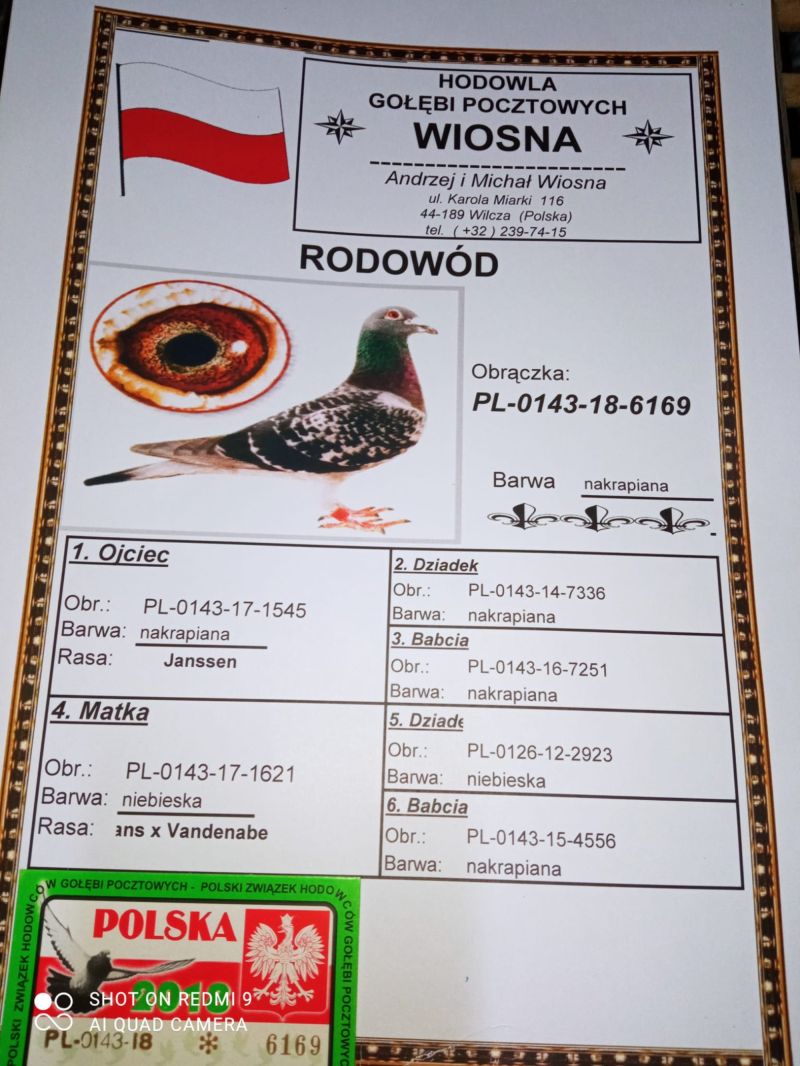 HODOWLA
GOŁĘBI POCZTOWYCH
WIOSNA
Andrzej i Michał Wiosna
ul. Karola Miarki 116
44-189 Wilcza (Polska)
tel. ( +32 ) 239-74-15
RODOWÓD
Obrączka:
PL-0143-18-6169
Barwa nakrapiana
1. Ojciec
Obr.: PL-0143-17-1545
Barwa: nakrapiana
Rasa: Janssen
2. Dziadek
Obr.: PL-0143-14-7336
Barwa: nakrapiana
3. Babcia
Obr.: PL-0143-16-7251
Barwa: nakrapiana
4. Matka
Obr.: PL-0143-17-1621
Barwa: niebieska
Rasa: ans x Vandenabe
5. Dziade
Obr.: PL-0126-12-2923
Barwa: niebieska
6. Babcia
Obr.: PL-0143-15-4556
Barwa: nakrapiana
POLSKI ZWIĄZEK HODOWCÓW GOŁĘBI POCZTOWYCH - POLSKI ZWIĄZEK HODOWCÓW GOŁĘBI POCZTOWYC
POLSKA
2018
PL-0143-18 6169
SHOT ON REDMI 9
AI QUAD CAMERA